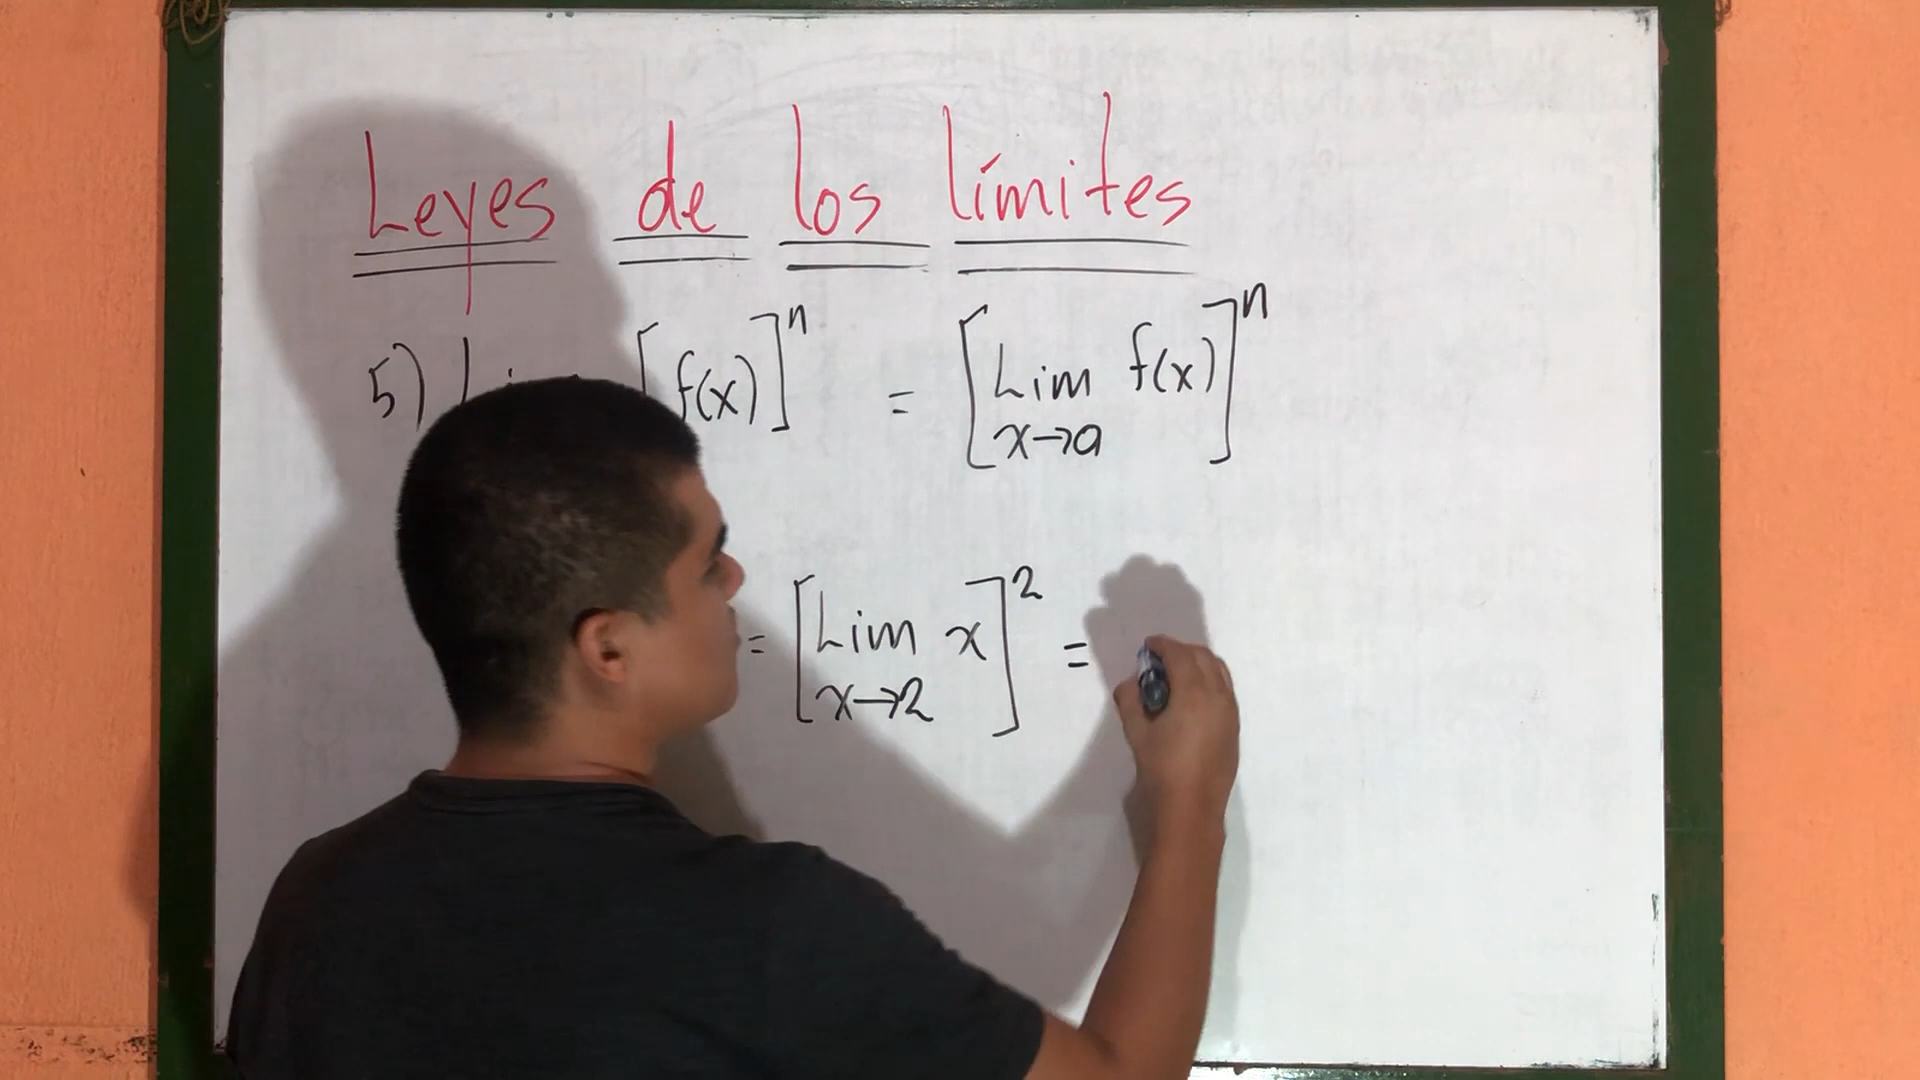 Leyes de los límites
5) [f(x)]^n = [Lim f(x)]^n
x→a
= [Lim x]^2 =
x→2